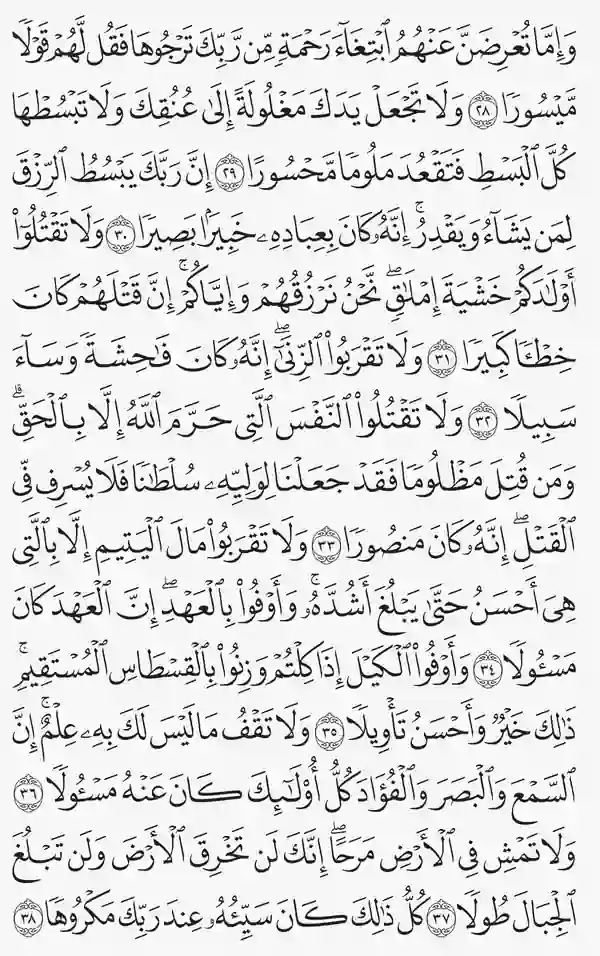 وَإِمَّا تُعْرِضَنَّ عَنْهُمُ ٱبْتِغَآءَ رَحْمَةٍ مِّن رَّبِّكَ تَرْجُوهَا فَقُل لَّهُمْ قَوْلًا
مَّيْسُورًا ٢٨ وَلَا تَجْعَلْ يَدَكَ مَغْلُولَةً إِلَىٰ عُنُقِكَ وَلَا تَبْسُطْهَا
كُلَّ ٱلْبَسْطِ فَتَقْعُدَ مَلُومًا مَّحْسُورًا ٢٩ إِنَّ رَبَّكَ يَبْسُطُ ٱلرِّزْقَ
لِمَن يَشَآءُ وَيَقْدِرُ ۚ إِنَّهُۥ كَانَ بِعِبَادِهِۦ خَبِيرًۢا بَصِيرًا ٣٠ وَلَا تَقْتُلُوٓا۟
أَوْلَـٰدَكُمْ خَشْيَةَ إِمْلَـٰقٍ ۖ نَّحْنُ نَرْزُقُهُمْ وَإِيَّاكُمْ ۚ إِنَّ قَتْلَهُمْ كَانَ
خِطْـًٔا كَبِيرًا ٣١ وَلَا تَقْرَبُوا۟ ٱلزِّنَىٰٓ ۖ إِنَّهُۥ كَانَ فَـٰحِشَةً وَسَآءَ
سَبِيلًا ٣٢ وَلَا تَقْتُلُوا۟ ٱلنَّفْسَ ٱلَّتِى حَرَّمَ ٱللَّهُ إِلَّا بِٱلْحَقِّ ۗ
وَمَن قُتِلَ مَظْلُومًا فَقَدْ جَعَلْنَا لِوَلِيِّهِۦ سُلْطَـٰنًا فَلَا يُسْرِف فِّى
ٱلْقَتْلِ ۖ إِنَّهُۥ كَانَ مَنصُورًا ٣٣ وَلَا تَقْرَبُوا۟ مَالَ ٱلْيَتِيمِ إِلَّا بِٱلَّتِى
هِىَ أَحْسَنُ حَتَّىٰ يَبْلُغَ أَشُدَّهُۥ ۚ وَأَوْفُوا۟ بِٱلْعَهْدِ ۖ إِنَّ ٱلْعَهْدَ كَانَ
مَسْـُٔولًا ٣٤ وَأَوْفُوا۟ ٱلْكَيْلَ إِذَا كِلْتُمْ وَزِنُوا۟ بِٱلْقِسْطَاسِ ٱلْمُسْتَقِيمِ ۚ
ذَٰلِكَ خَيْرٌ وَأَحْسَنُ تَأْوِيلًا ٣٥ وَلَا تَقْفُ مَا لَيْسَ لَكَ بِهِۦ عِلْمٌ ۚ إِنَّ
ٱلسَّمْعَ وَٱلْبَصَرَ وَٱلْفُؤَادَ كُلُّ أُو۟لَـٰٓئِكَ كَانَ عَنْهُ مَسْـُٔولًا ٣٦
وَلَا تَمْشِ فِى ٱلْأَرْضِ مَرَحًا ۖ إِنَّكَ لَن تَخْرِقَ ٱلْأَرْضَ وَلَن تَبْلُغَ
ٱلْجِبَالَ طُولًا ٣٧ كُلُّ ذَٰلِكَ كَانَ سَيِّئُهُۥ عِندَ رَبِّكَ مَكْرُوهًا ٣٨